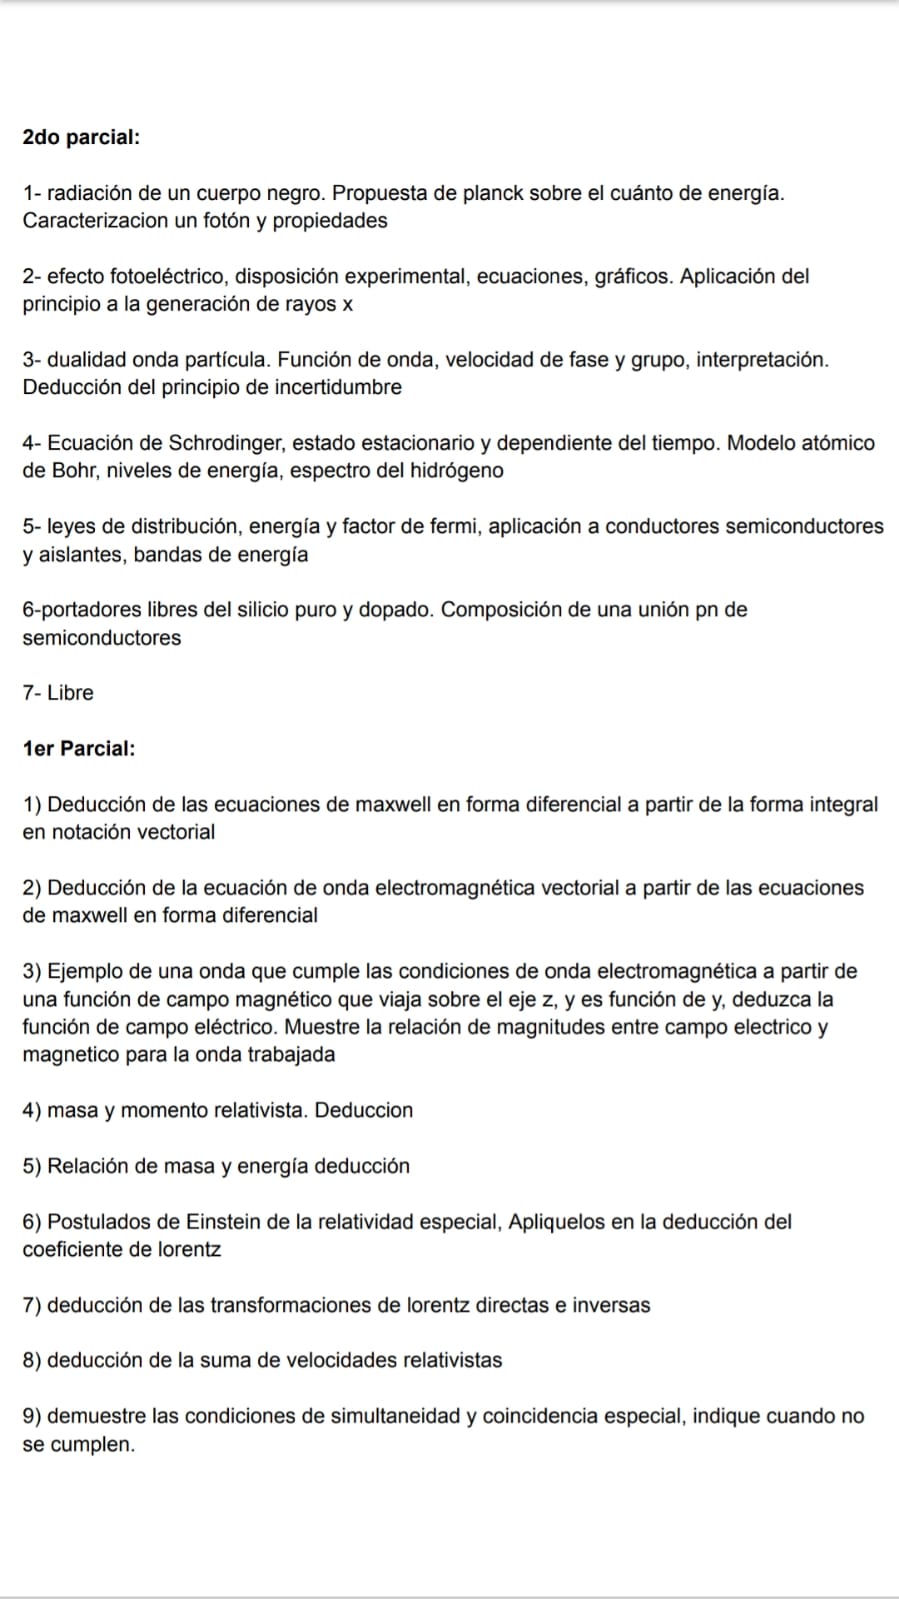 2do parcial:
1- radiación de un cuerpo negro. Propuesta de planck sobre el cuánto de energía.
Caracterizacion un fotón y propiedades
2- efecto fotoeléctrico, disposición experimental, ecuaciones, gráficos. Aplicación del
principio a la generación de rayos x
3- dualidad onda partícula. Función de onda, velocidad de fase y grupo, interpretación.
Deducción del principio de incertidumbre
4- Ecuación de Schrodinger, estado estacionario y dependiente del tiempo. Modelo atómico
de Bohr, niveles de energía, espectro del hidrógeno
5- leyes de distribución, energía y factor de fermi, aplicación a conductores semiconductores
y aislantes, bandas de energía
6-portadores libres del silicio puro y dopado. Composición de una unión pn de
semiconductores
7- Libre
1er Parcial:
1) Deducción de las ecuaciones de maxwell en forma diferencial a partir de la forma integral
en notación vectorial
2) Deducción de la ecuación de onda electromagnética vectorial a partir de las ecuaciones
de maxwell en forma diferencial
3) Ejemplo de una onda que cumple las condiciones de onda electromagnética a partir de
una función de campo magnético que viaja sobre el eje z, y es función de y, deduzca la
función de campo eléctrico. Muestre la relación de magnitudes entre campo electrico y
magnetico para la onda trabajada
4) masa y momento relativista. Deduccion
5) Relación de masa y energía deducción
6) Postulados de Einstein de la relatividad especial, Apliquelos en la deducción del
coeficiente de lorentz
7) deducción de las transformaciones de lorentz directas e inversas
8) deducción de la suma de velocidades relativistas
9) demuestre las condiciones de simultaneidad y coincidencia especial, indique cuando no
se cumplen.